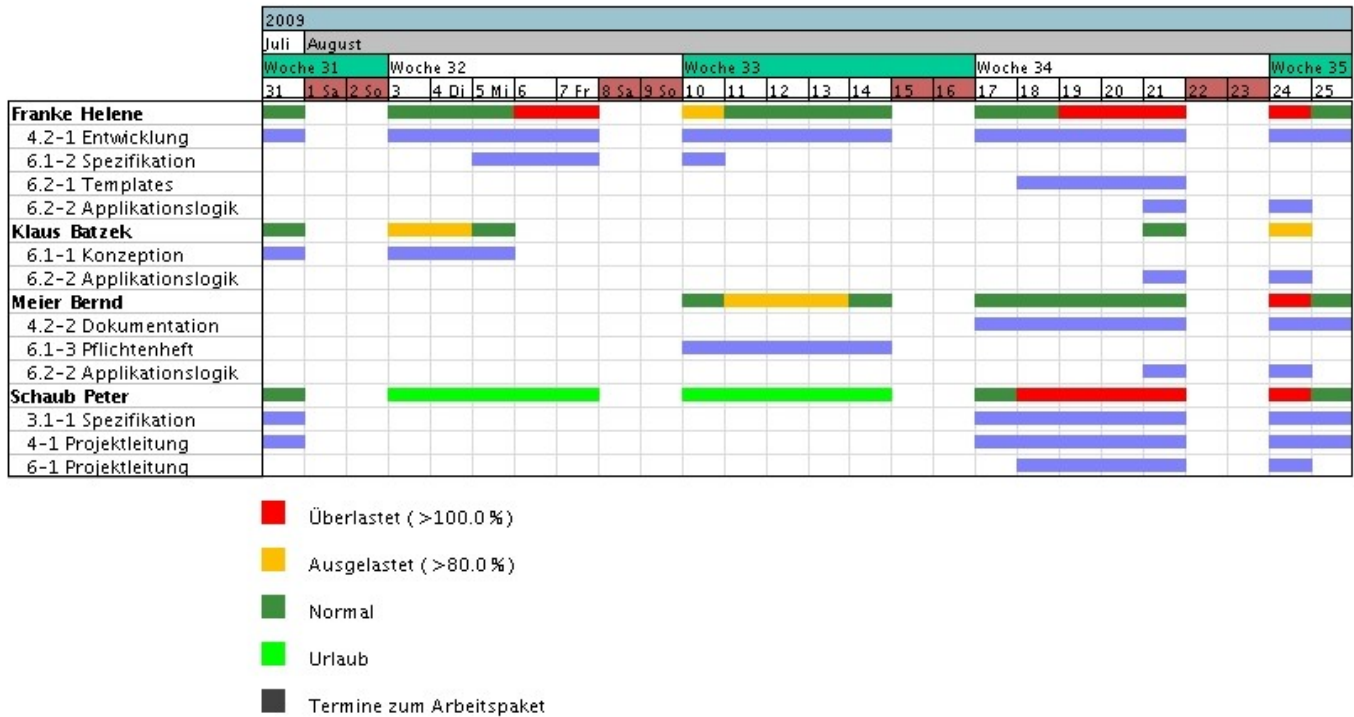 2009
Juli August
Woche 31 Woche 32 Woche 33 Woche 34 Woche 35
31 1 Sa 2 So 3 4 Di 5 Mi 6 7 Fr 8 Sa 9 So 10 11 12 13 14 15 16 17 18 19 20 21 22 23 24 25
Franke Helene
4.2-1 Entwicklung
6.1-2 Spezifikation
6.2-1 Templates
6.2-2 Applikationslogik
Klaus Batzek
6.1-1 Konzeption
6.2-2 Applikationslogik
Meier Bernd
4.2-2 Dokumentation
6.1-3 Pflichtenheft
6.2-2 Applikationslogik
Schaub Peter
3.1-1 Spezifikation
4-1 Projektleitung
6-1 Projektleitung
Überlastet (>100.0%)
Ausgelastet (>80.0%)
Normal
Urlaub
Termine zum Arbeitspaket